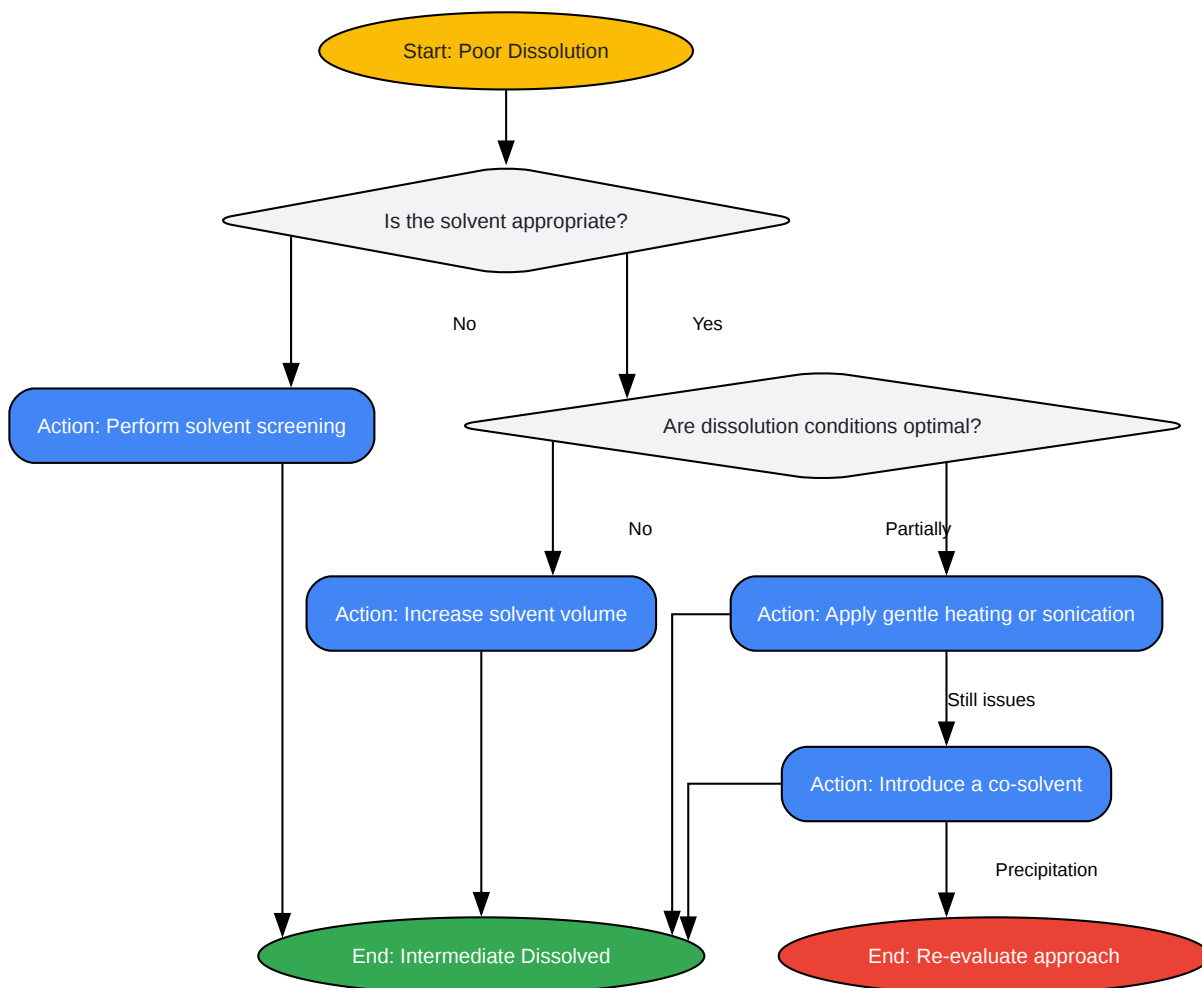 Start: Poor Dissolution
Is the solvent appropriate?
No
Yes
Action: Perform solvent screening
Are dissolution conditions optimal?
No
Partially
Action: Increase solvent volume
Action: Apply gentle heating or sonication
Still issues
Action: Introduce a co-solvent
Precipitation
End: Intermediate Dissolved
End: Re-evaluate approach